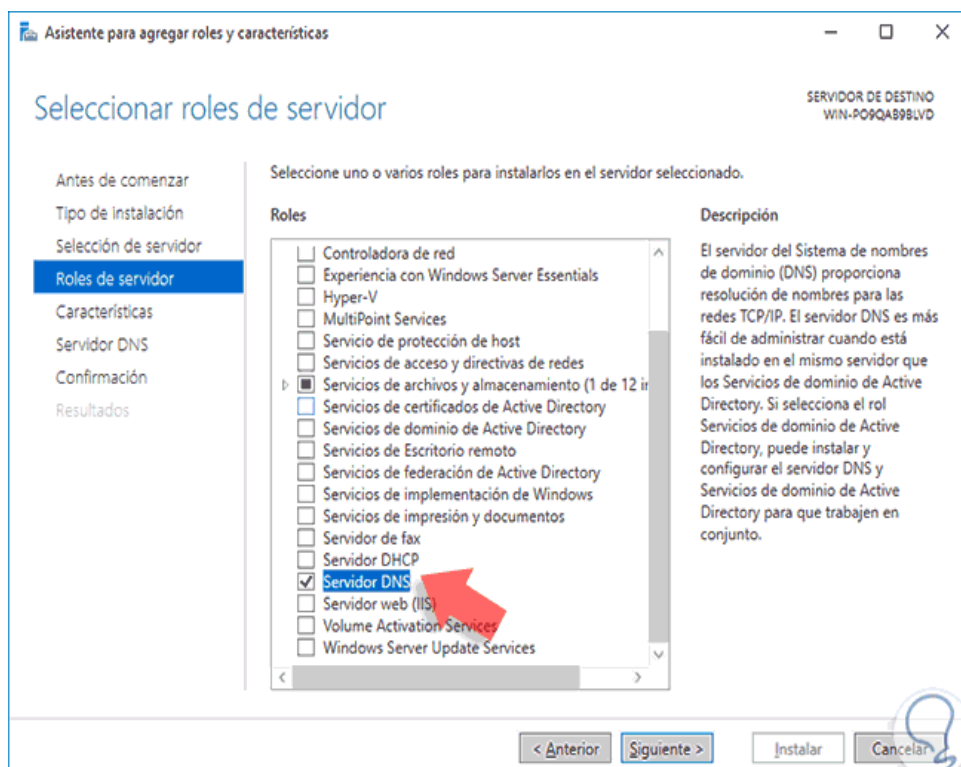 Asistente para agregar roles y características
Seleccionar roles de servidor
SERVIDOR DE DESTINO
WIN-PO9QAB9BLVD
Antes de comenzar
Tipo de instalación
Selección de servidor
Roles de servidor
Características
Servidor DNS
Confirmación
Resultados
Seleccione uno o varios roles para instalarlos en el servidor seleccionado.
Roles
Controladora de red
Experiencia con Windows Server Essentials
Hyper-V
MultiPoint Services
Servicio de protección de host
Servicios de acceso y directivas de redes
Servicios de archivos y almacenamiento (1 de 12 in
Servicios de certificados de Active Directory
Servicios de dominio de Active Directory
Servicios de Escritorio remoto
Servicios de federación de Active Directory
Servicios de implementación de Windows
Servicios de impresión y documentos
Servidor de fax
Servidor DHCP
Servidor DNS
Servidor web (IIS)
Volume Activation Services
Windows Server Update Services
Descripción
El servidor del Sistema de nombres
de dominio (DNS) proporciona
resolución de nombres para las
redes TCP/IP. El servidor DNS es más
fácil de administrar cuando está
instalado en el mismo servidor que
los Servicios de dominio de Active
Directory. Si selecciona el rol
Servicios de dominio de Active
Directory, puede instalar y
configurar el servidor DNS y
Servicios de dominio de Active
Directory para que trabajen en
conjunto.
< Anterior
Siguiente >
Instalar
Cancelar